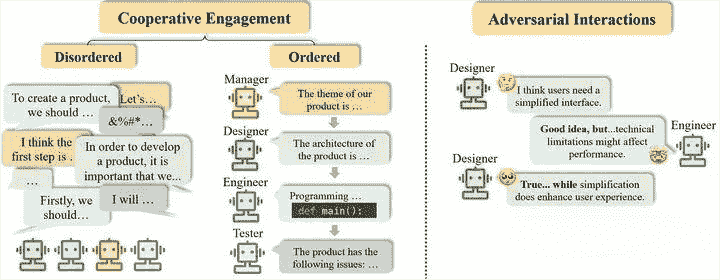 Cooperative Engagement
Disordered
To create a product,
we should …
Let's…
&%#*…
I think the
first step is .
In order to develop
a product, it is
important that we...
…
Firstly, we
should…
I will …
Ordered
Manager
The theme of our
product is …
Designer
The architecture of
the product is …
Engineer
Programming …
def main():
Tester
The product has the
following issues: …
Adversarial Interactions
Designer
I think users need a
simplified interface.
Good idea, but...technical
limitations might affect
performance.
Engineer
Designer
True... while simplification
does enhance user experience.